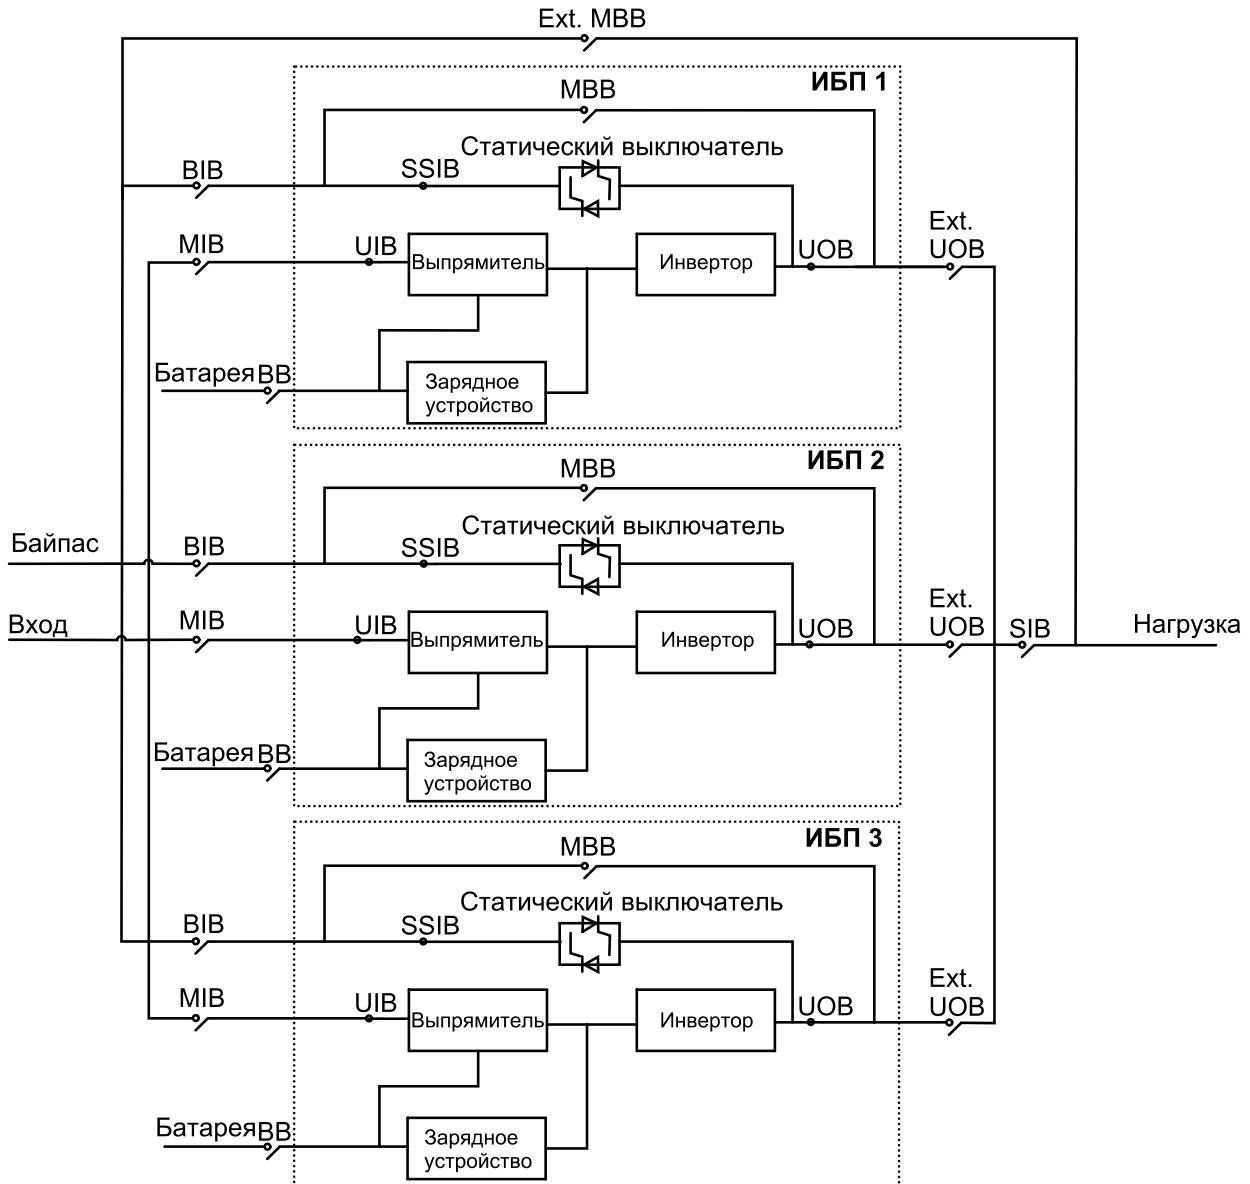 Ext. MBB
ИБП 1
MBB
Статический выключатель
BIB
SSIB
Ext.
UOB
MIB
UIB
Выпрямитель
Инвертор
UOB
Батарея BB
Зарядное
устройство
ИБП 2
MBB
Статический выключатель
Байпас
BIB
SSIB
Ext.
UOB
Вход
MIB
UIB
Выпрямитель
Инвертор
UOB
SIB
Нагрузка
Батарея BB
Зарядное
устройство
ИБП 3
MBB
Статический выключатель
BIB
SSIB
Ext.
UOB
MIB
UIB
Выпрямитель
Инвертор
UOB
Батарея BB
Зарядное
устройство